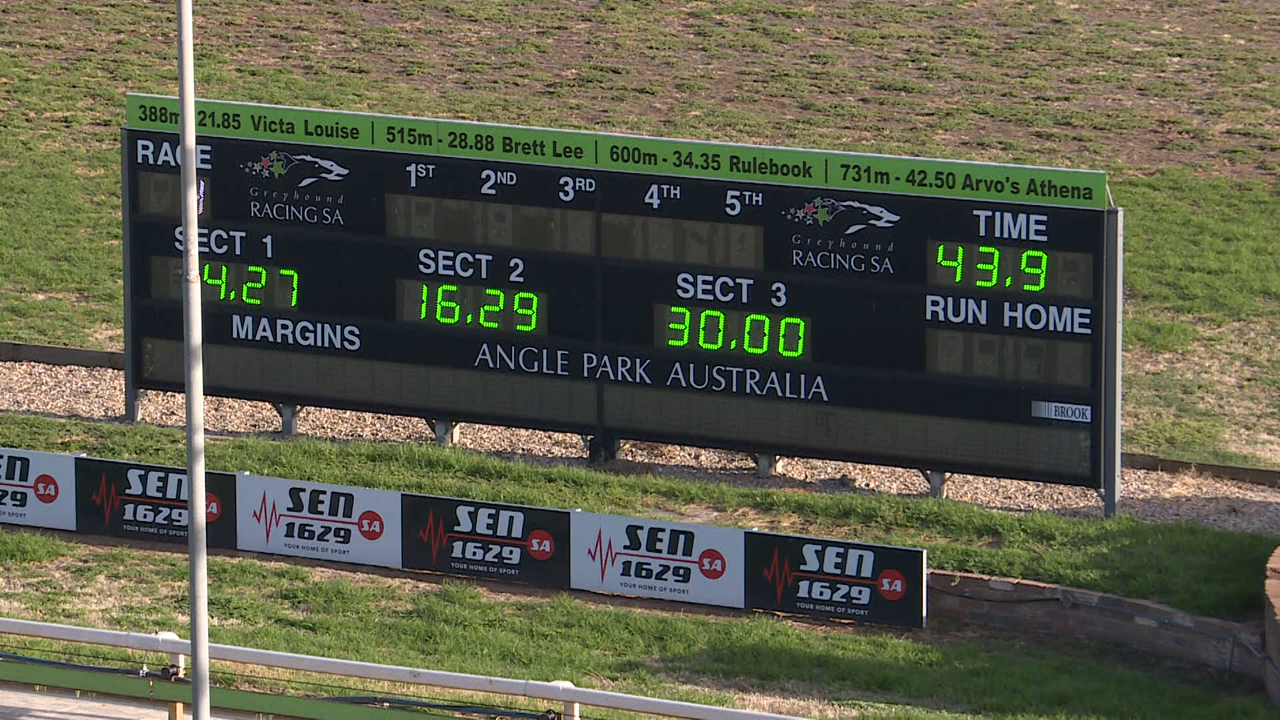 388m 21.85 Victa Louise | 515m - 28.88 Brett Lee | 600m - 34.35 Rulebook | 731m - 42.50 Arvo's Athena
RACE
Greyhound
RACING SA
1ST 2ND 3RD 4TH 5TH
Greyhound
RACING SA
TIME
43.9
SECT 1
4.27
SECT 2
16.29
SECT 3
30.00
RUN HOME
MARGINS
ANGLE PARK AUSTRALIA
BROOK
SA
SEN
1629 SA
YOUR HOME OF SPORT
SEN
1629 SA
YOUR HOME OF SPORT
SEN
1629 SA
YOUR HOME OF SPORT
SEN
1629 SA
YOUR HOME OF SPORT
SEN
1629 SA
YOUR HOME OF SPORT